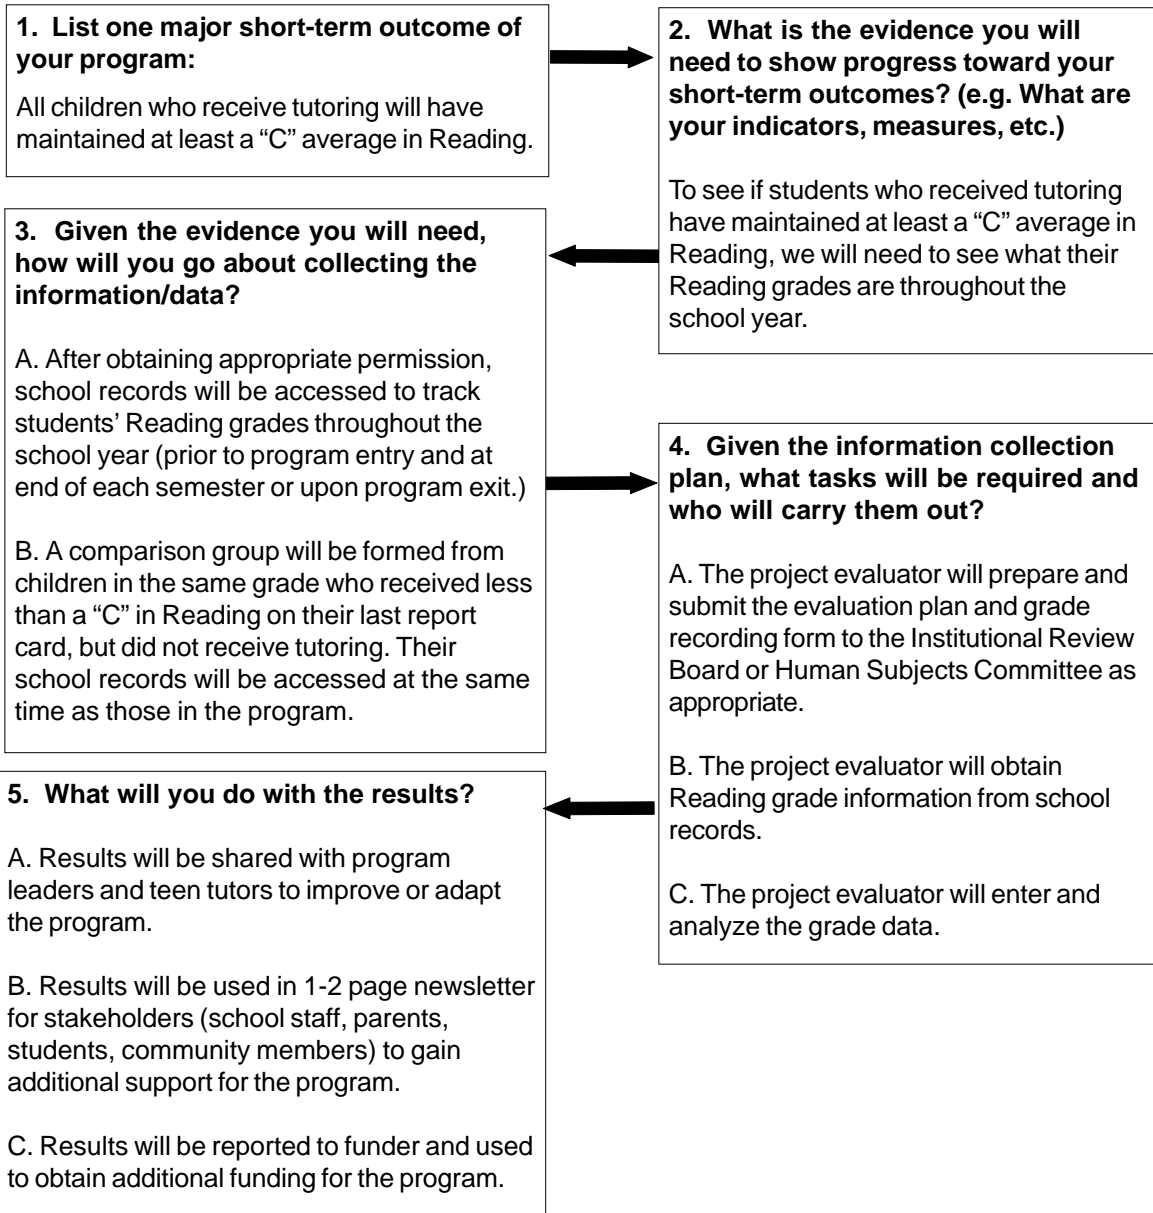 1. List one major short-term outcome of
your program:
All children who receive tutoring will have
maintained at least a “C” average in Reading.
2. What is the evidence you will
need to show progress toward your
short-term outcomes? (e.g. What are
your indicators, measures, etc.)
To see if students who received tutoring
have maintained at least a “C” average in
Reading, we will need to see what their
Reading grades are throughout the
school year.
3. Given the evidence you will need,
how will you go about collecting the
information/data?
A. After obtaining appropriate permission,
school records will be accessed to track
students’ Reading grades throughout the
school year (prior to program entry and at
end of each semester or upon program exit.)
B. A comparison group will be formed from
children in the same grade who received less
than a “C” in Reading on their last report
card, but did not receive tutoring. Their
school records will be accessed at the same
time as those in the program.
4. Given the information collection
plan, what tasks will be required and
who will carry them out?
A. The project evaluator will prepare and
submit the evaluation plan and grade
recording form to the Institutional Review
Board or Human Subjects Committee as
appropriate.
B. The project evaluator will obtain
Reading grade information from school
records.
C. The project evaluator will enter and
analyze the grade data.
5. What will you do with the results?
A. Results will be shared with program
leaders and teen tutors to improve or adapt
the program.
B. Results will be used in 1-2 page newsletter
for stakeholders (school staff, parents,
students, community members) to gain
additional support for the program.
C. Results will be reported to funder and used
to obtain additional funding for the program.